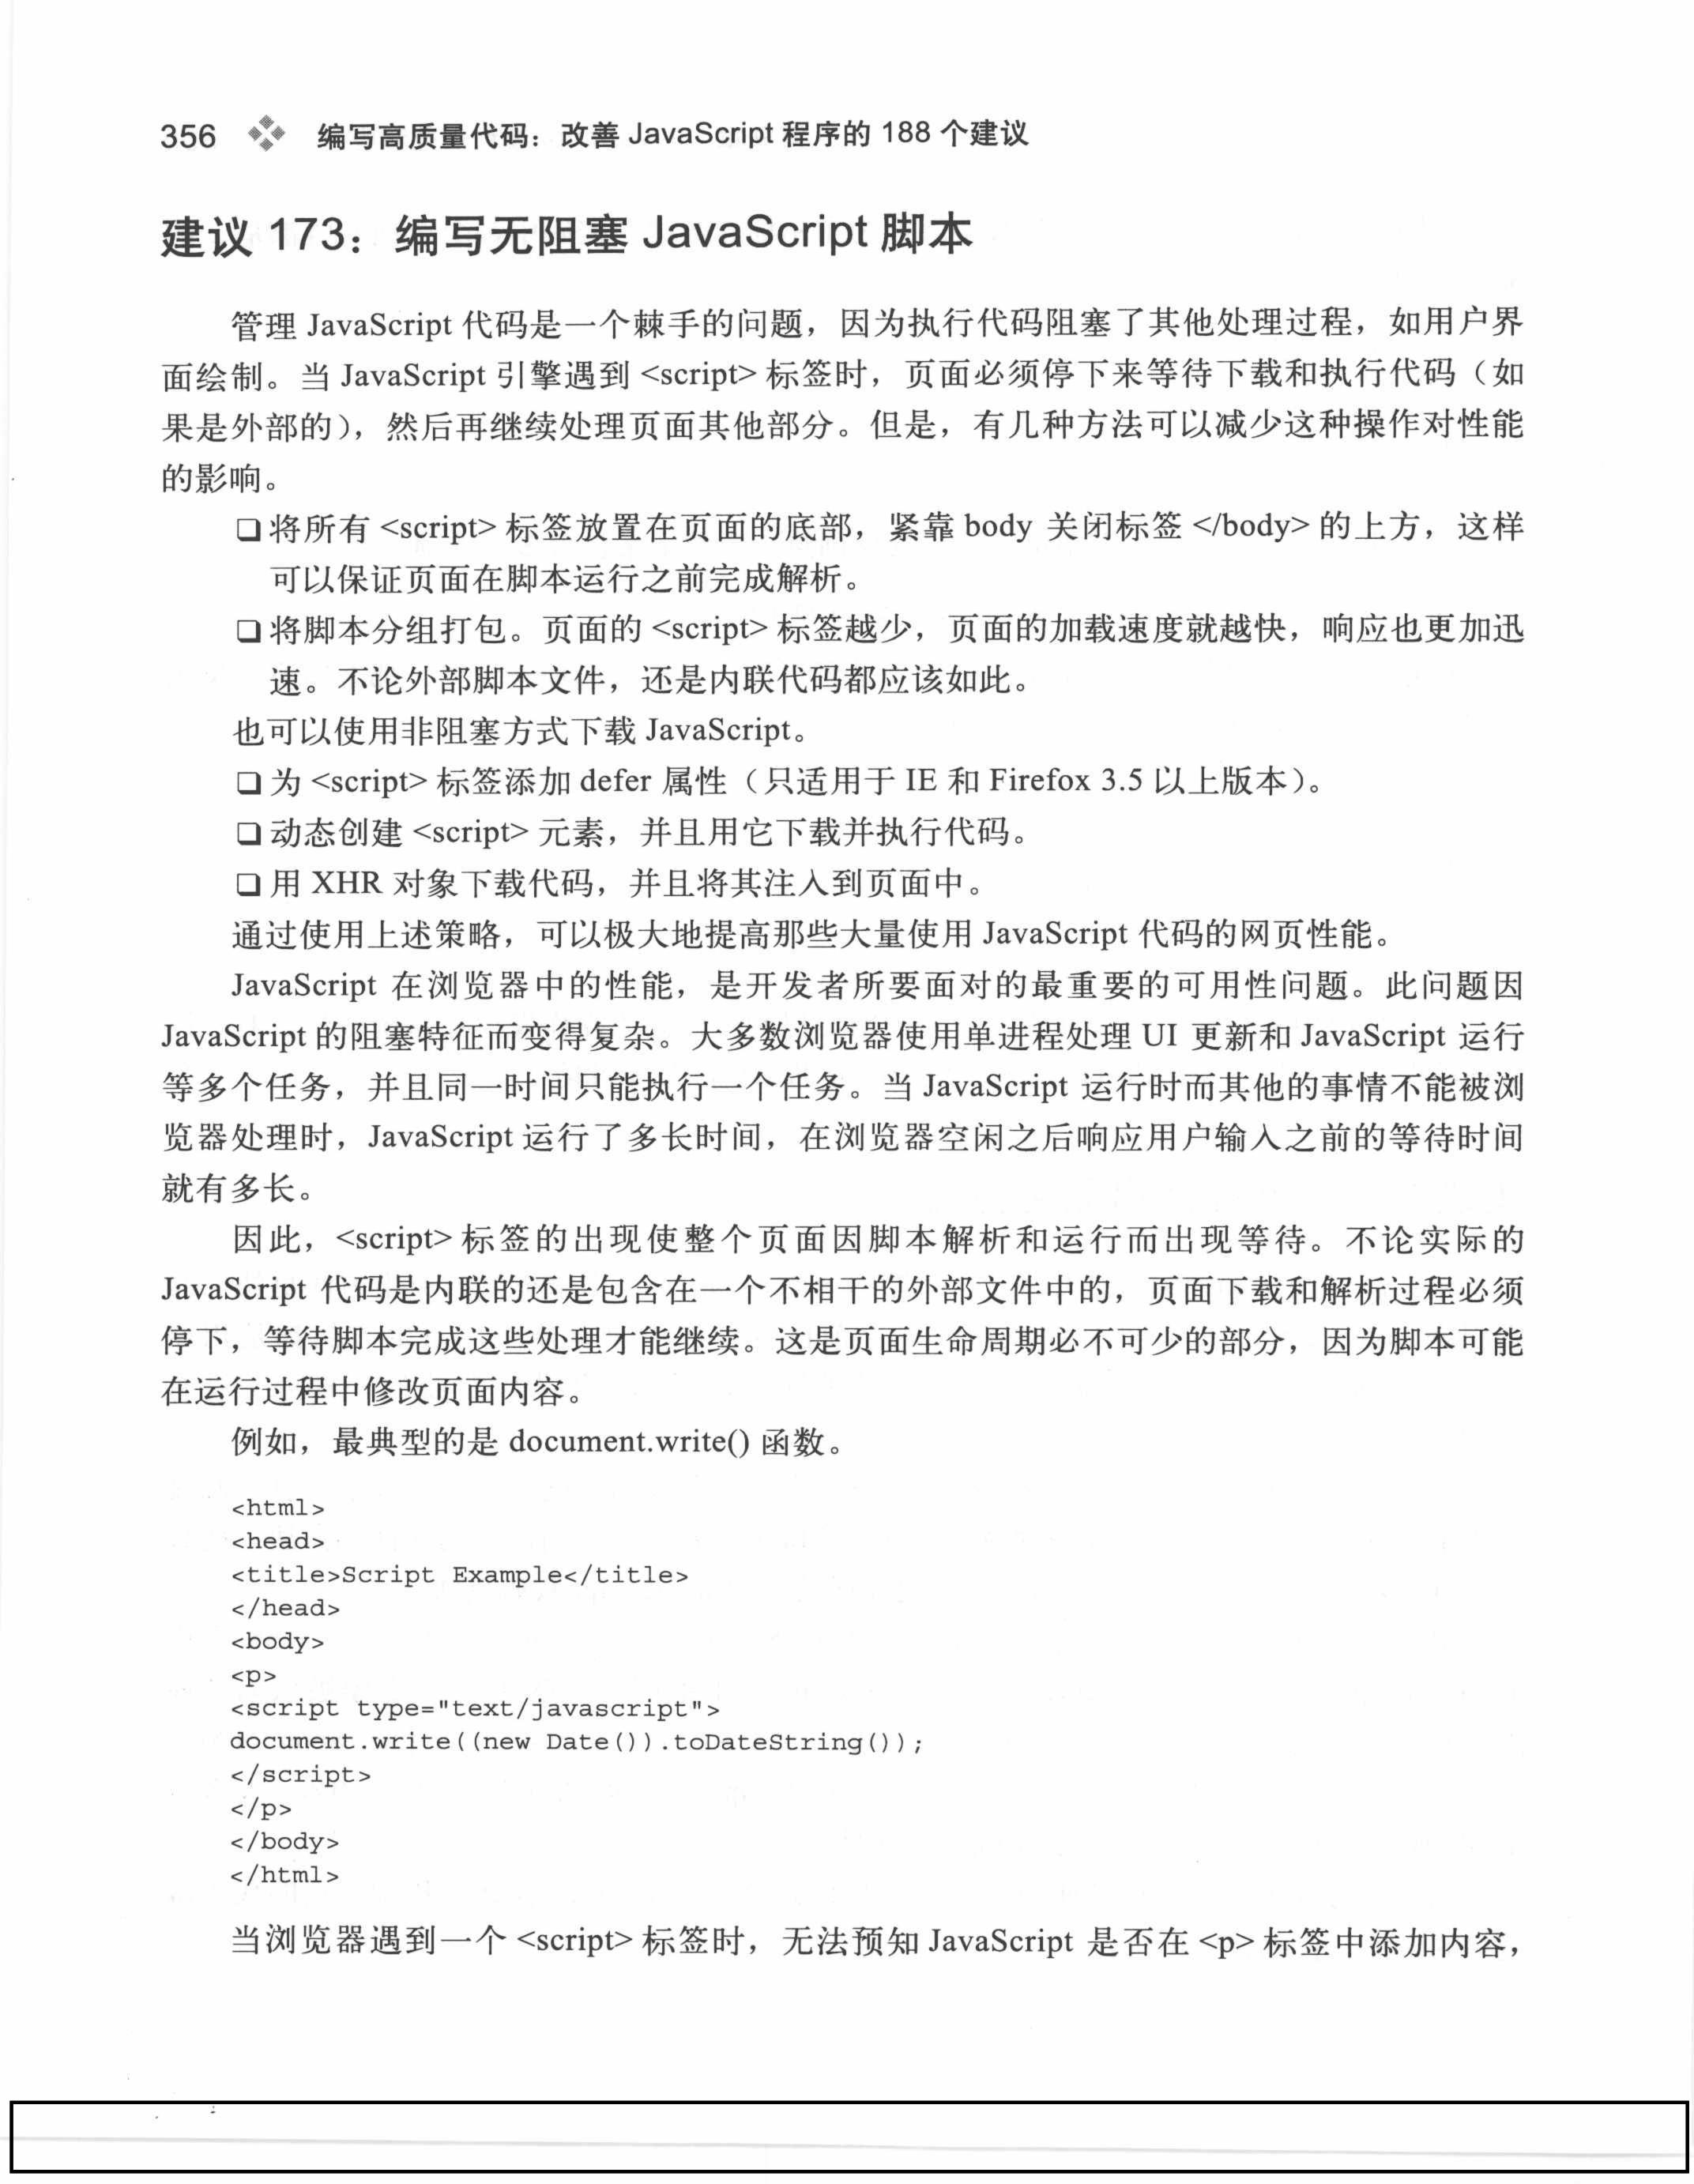 356 编写高质量代码：改善 JavaScript 程序的 188 个建议
建议 173：编写无阻塞 JavaScript 脚本
管理 JavaScript 代码是一个棘手的问题，因为执行代码阻塞了其他处理过程，如用户界
面绘制。当 JavaScript 引擎遇到 <script> 标签时，页面必须停下来等待下载和执行代码（如
果是外部的），然后再继续处理页面其他部分。但是，有几种方法可以减少这种操作对性能
的影响。
❑ 将所有 <script> 标签放置在页面的底部，紧靠 body 关闭标签 </body> 的上方，这样
可以保证页面在脚本运行之前完成解析。
❑ 将脚本分组打包。页面的 <script> 标签越少，页面的加载速度就越快，响应也更加迅
速。不论外部脚本文件，还是内联代码都应该如此。
也可以使用非阻塞方式下载 JavaScript。
❑ 为 <script> 标签添加 defer 属性（只适用于 IE 和 Firefox 3.5 以上版本）。
❑ 动态创建 <script> 元素，并且用它下载并执行代码。
❑ 用 XHR 对象下载代码，并且将其注入到页面中。
通过使用上述策略，可以极大地提高那些大量使用 JavaScript 代码的网页性能。
JavaScript 在浏览器中的性能，是开发者所要面对的最重要的可用性问题。此问题因
JavaScript 的阻塞特征而变得复杂。大多数浏览器使用单进程处理 UI 更新和 JavaScript 运行
等多个任务，并且同一时间只能执行一个任务。当 JavaScript 运行时而其他的事情不能被浏
览器处理时，JavaScript 运行了多长时间，在浏览器空闲之后响应用户输入之前的等待时间
就有多长。
因此，<script> 标签的出现使整个页面因脚本解析和运行而出现等待。不论实际的
JavaScript 代码是内联的还是包含在一个不相干的外部文件中的，页面下载和解析过程必须
停下，等待脚本完成这些处理才能继续。这是页面生命周期必不可少的部分，因为脚本可能
在运行过程中修改页面内容。
例如，最典型的是 document.write() 函数。
<html>
<head>
<title>Script Example</title>
</head>
<body>
<p>
<script type="text/javascript">
document.write((new Date()).toDateString());
</script>
</p>
</body>
</html>
当浏览器遇到一个 <script> 标签时，无法预知 JavaScript 是否在 <p> 标签中添加内容，